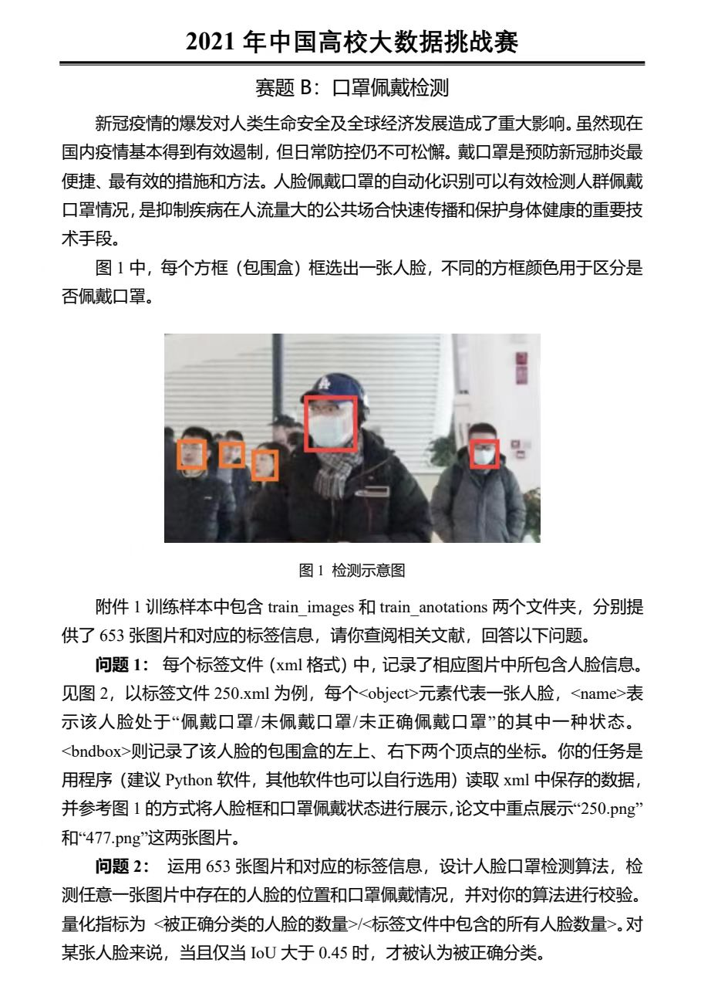 2021 年中国高校大数据挑战赛
赛题 B：口罩佩戴检测
新冠疫情的爆发对人类生命安全及全球经济发展造成了重大影响。虽然现在
国内疫情基本得到有效遏制，但日常防控仍不可松懈。戴口罩是预防新冠肺炎最
便捷、最有效的措施和方法。人脸佩戴口罩的自动化识别可以有效检测人群佩戴
口罩情况，是抑制疾病在人流量大的公共场合快速传播和保护身体健康的重要技
术手段。
图 1 中，每个方框（包围盒）框选出一张人脸，不同的方框颜色用于区分是
否佩戴口罩。
图 1 检测示意图
附件 1 训练样本中包含 train_images 和 train_anotations 两个文件夹，分别提
供了 653 张图片和对应的标签信息，请你查阅相关文献，回答以下问题。
问题 1： 每个标签文件（xml 格式）中，记录了相应图片中所包含人脸信息。
见图 2，以标签文件 250.xml 为例，每个<object>元素代表一张人脸，<name>表
示该人脸处于“佩戴口罩/未佩戴口罩/未正确佩戴口罩”的其中一种状态。
<bndbox>则记录了该人脸的包围盒的左上、右下两个顶点的坐标。你的任务是
用程序（建议 Python 软件，其他软件也可以自行选用）读取 xml 中保存的数据，
并参考图 1 的方式将人脸框和口罩佩戴状态进行展示，论文中重点展示“250.png”
和“477.png”这两张图片。
问题 2： 运用 653 张图片和对应的标签信息，设计人脸口罩检测算法，检
测任意一张图片中存在的人脸的位置和口罩佩戴情况，并对你的算法进行校验。
量化指标为 <被正确分类的人脸的数量>/<标签文件中包含的所有人脸数量>。对
某张人脸来说，当且仅当 IoU 大于 0.45 时，才被认为被正确分类。